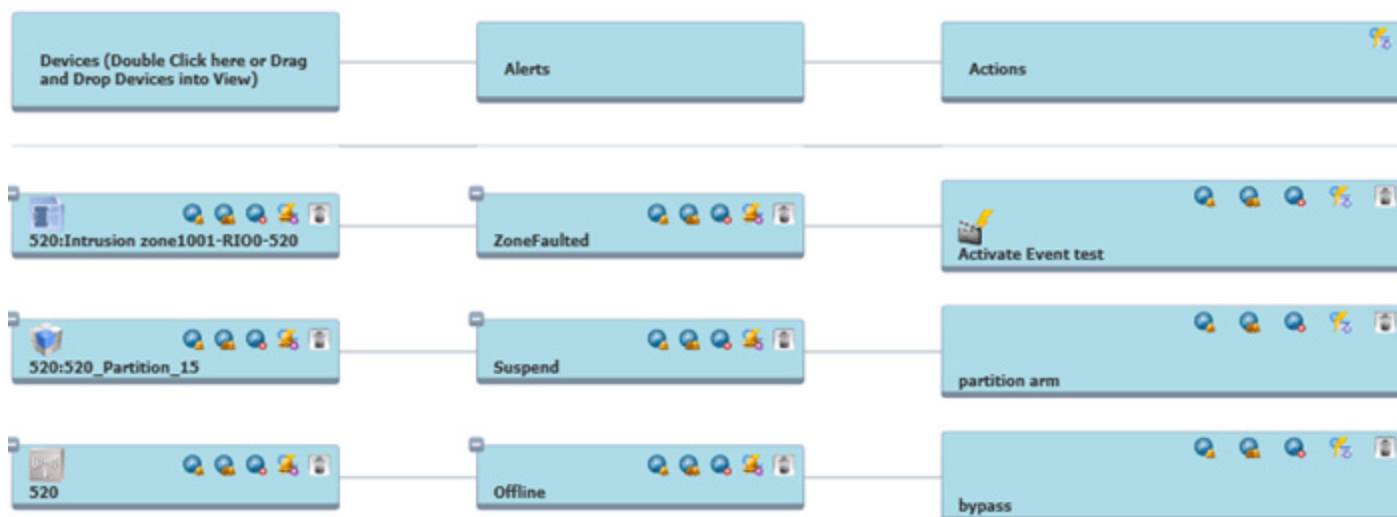 Devices (Double Click here or Drag
and Drop Devices into View)
Alerts
Actions
520:Intrusion zone1001-RIO0-520
ZoneFaulted
Activate Event test
520:520_Partition_15
Suspend
partition arm
520
Offline
bypass